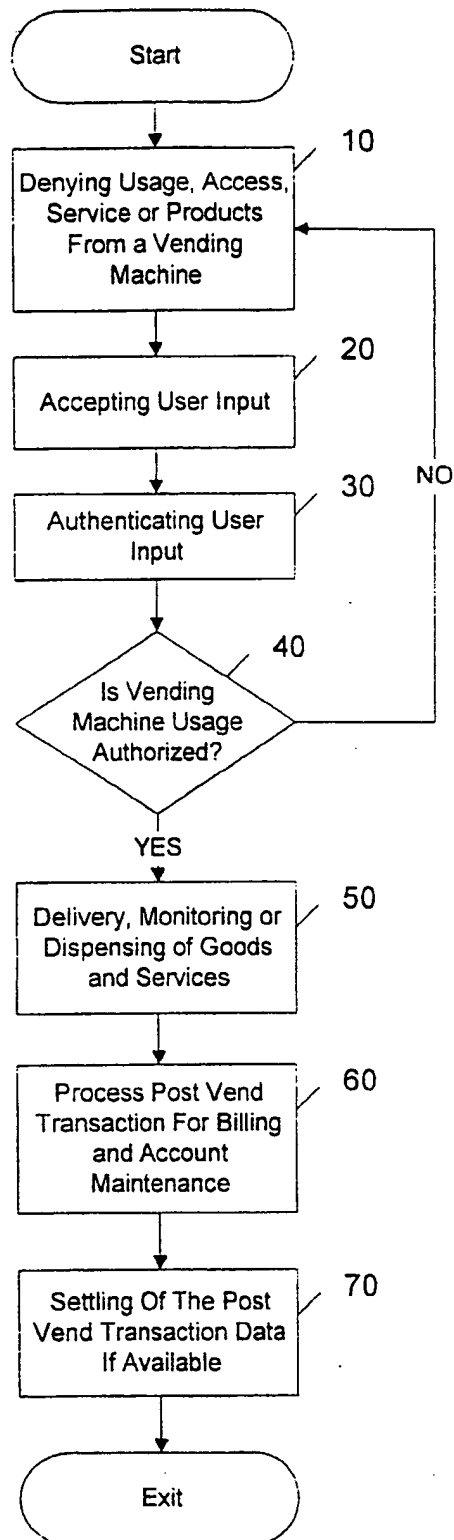 Start
10
Denying Usage, Access,
Service or Products
From a Vending
Machine
20
Accepting User Input
30
Authenticating User
Input
NO
40
Is Vending
Machine Usage
Authorized?
YES
50
Delivery, Monitoring or
Dispensing of Goods
and Services
60
Process Post Vend
Transaction For Billing
and Account
Maintenance
70
Settling Of The Post
Vend Transaction Data
If Available
Exit